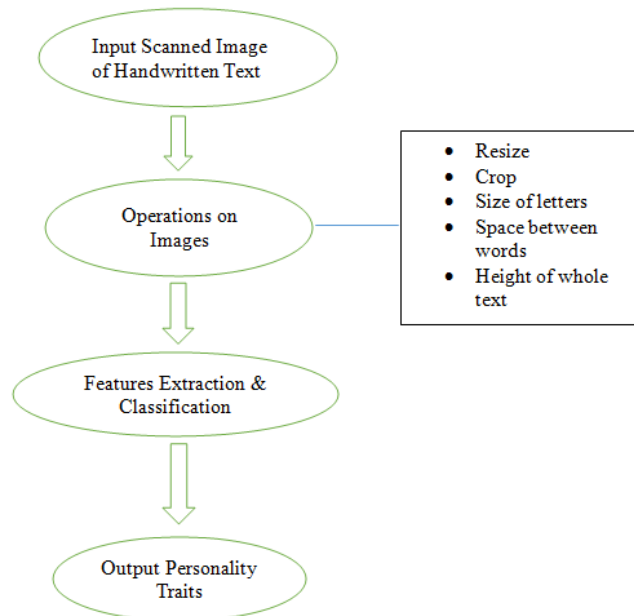 Input Scanned Image
of Handwritten Text
Operations on
Images
• Resize
• Crop
• Size of letters
• Space between
words
• Height of whole
text
Features Extraction &
Classification
Output Personality
Traits